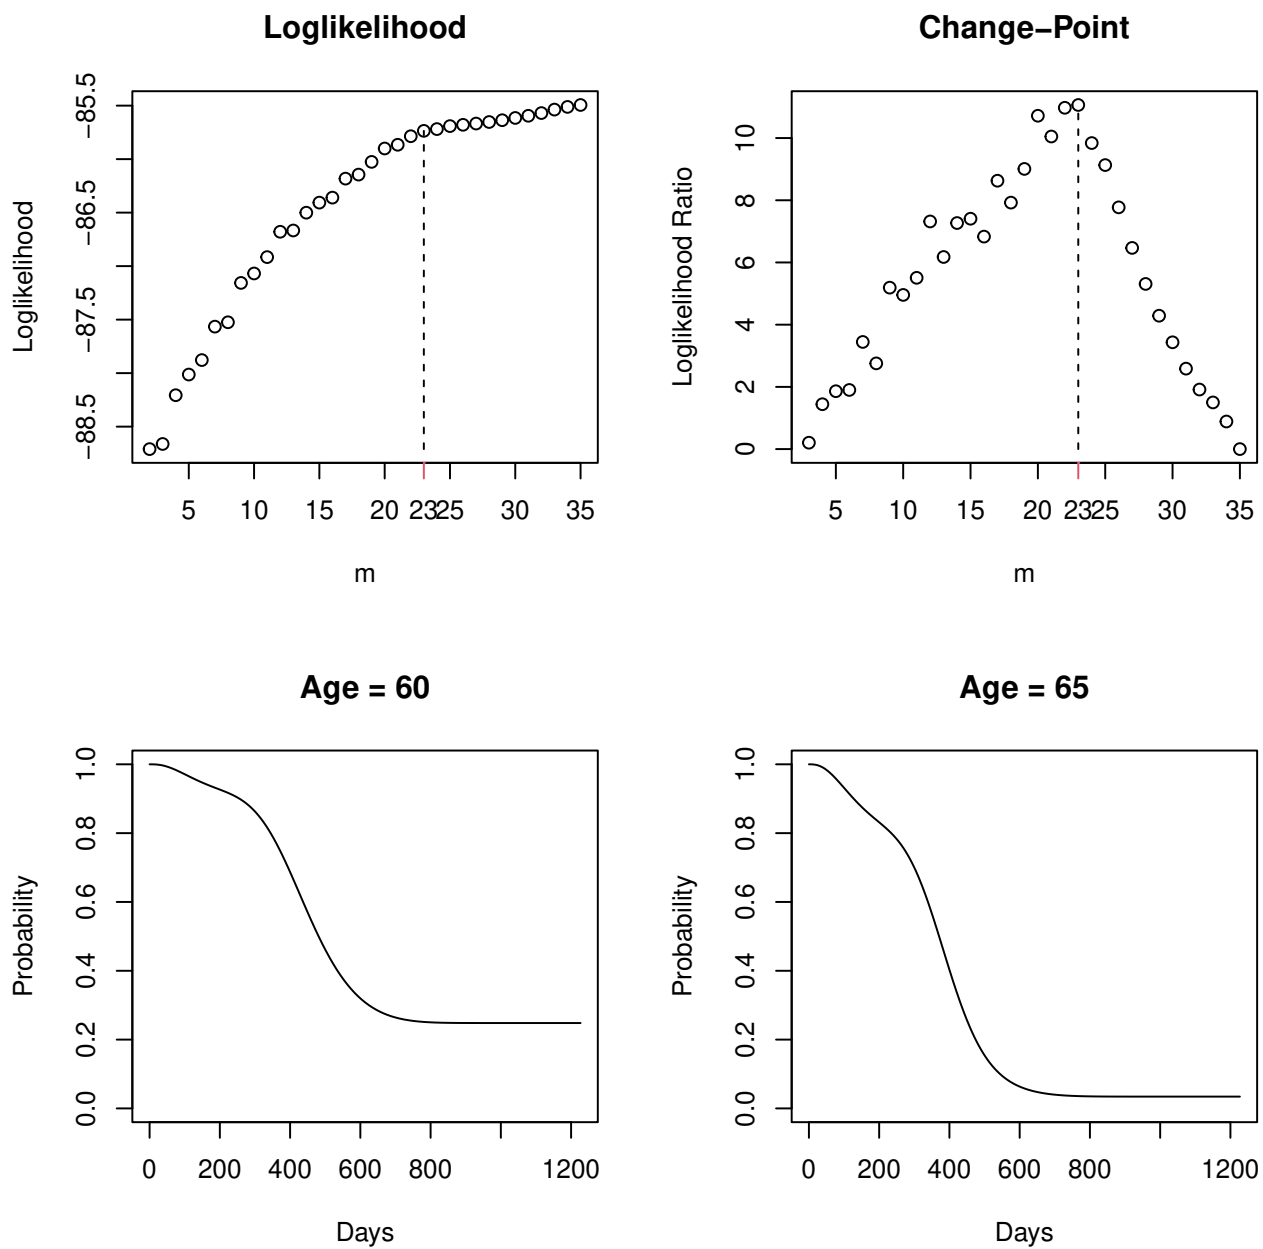 Loglikelihood
Loglikelihood
−85.5
−86.5
−87.5
−88.5
5 10 15 20 23 25 30 35
m
Change−Point
Loglikelihood Ratio
10
8
6
4
2
0
5 10 15 20 23 25 30 35
m
Age = 60
Probability
1.0
0.8
0.6
0.4
0.2
0.0
0 200 400 600 800 1200
Days
Age = 65
Probability
1.0
0.8
0.6
0.4
0.2
0.0
0 200 400 600 800 1200
Days